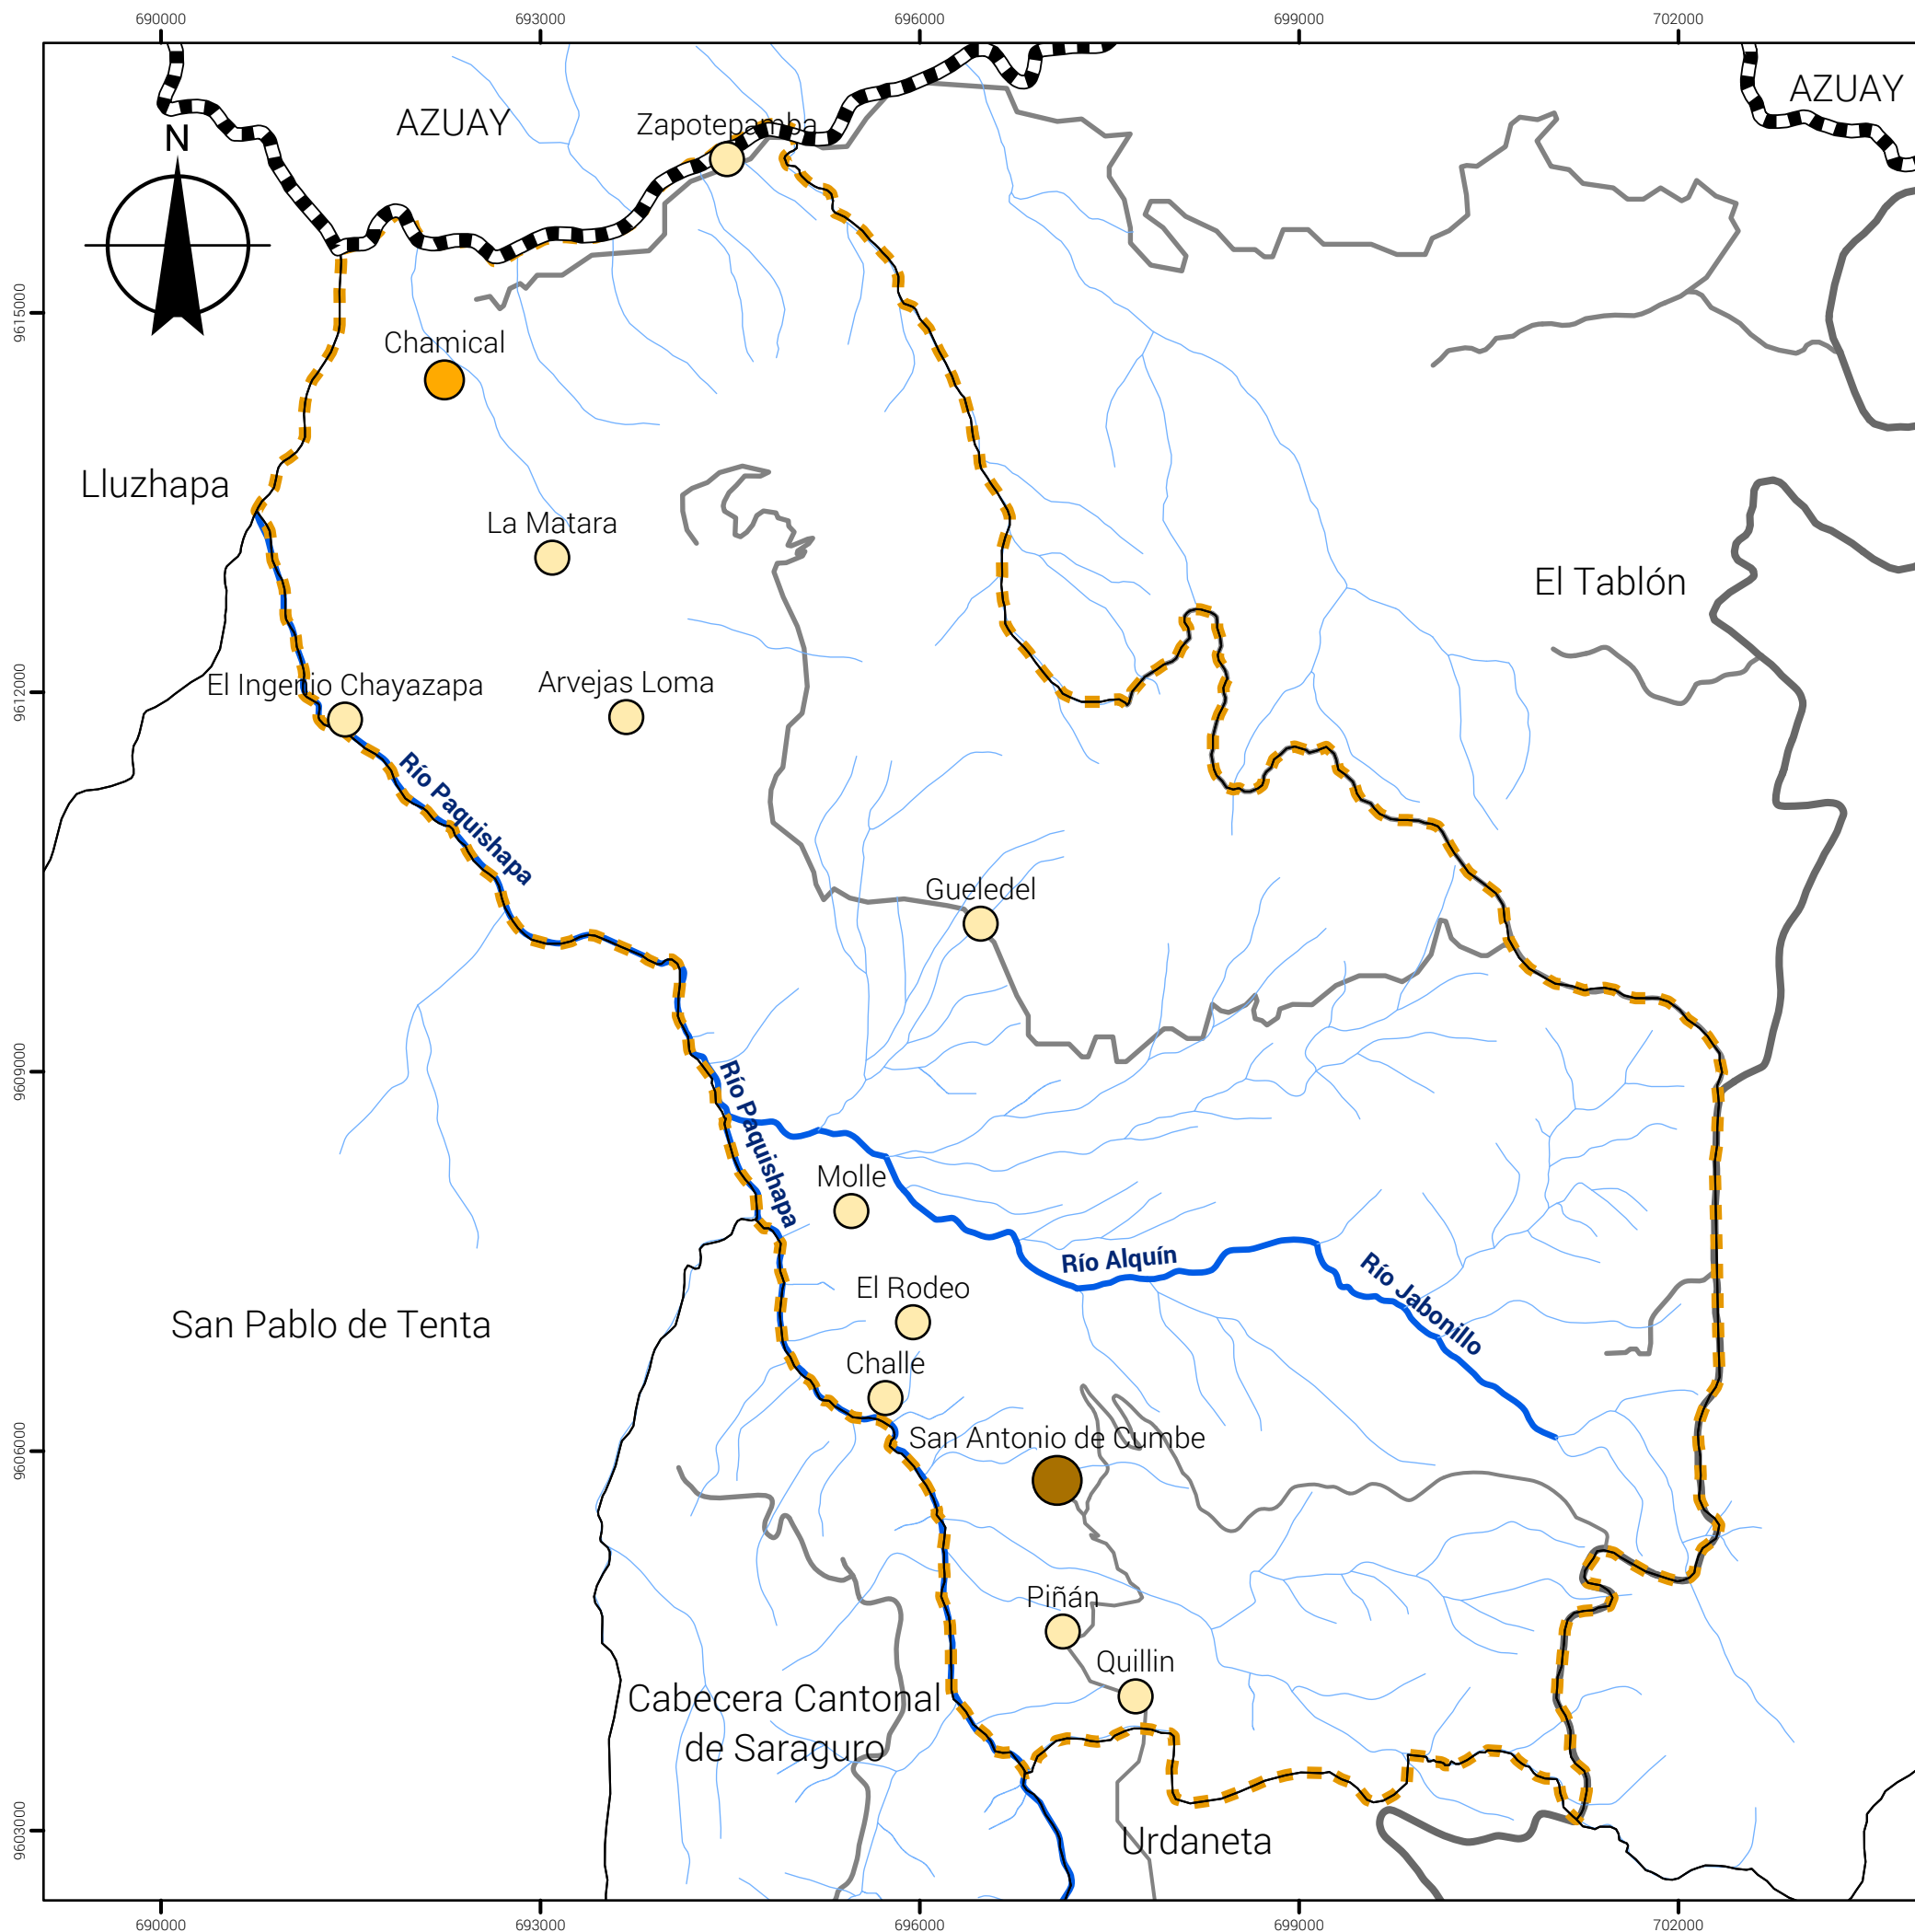 690000
693000
696000
699000
702000
AZUAY
AZUAY
Zapotepamba
N
9615000
Chamical
Lluzhapa
La Matara
El Tablón
9612000
El Ingenio Chayazapa
Arvejas Loma
Río Paquishapa
Gueledel
9609000
Río Paquishapa
Molle
Río Alquín
Río Jabonillo
El Rodeo
San Pablo de Tenta
Challe
San Antonio de Cumbe
9606000
Piñán
Quillin
Cabecera Cantonal
de Saraguro
9603000
Urdaneta
690000
693000
696000
699000
702000